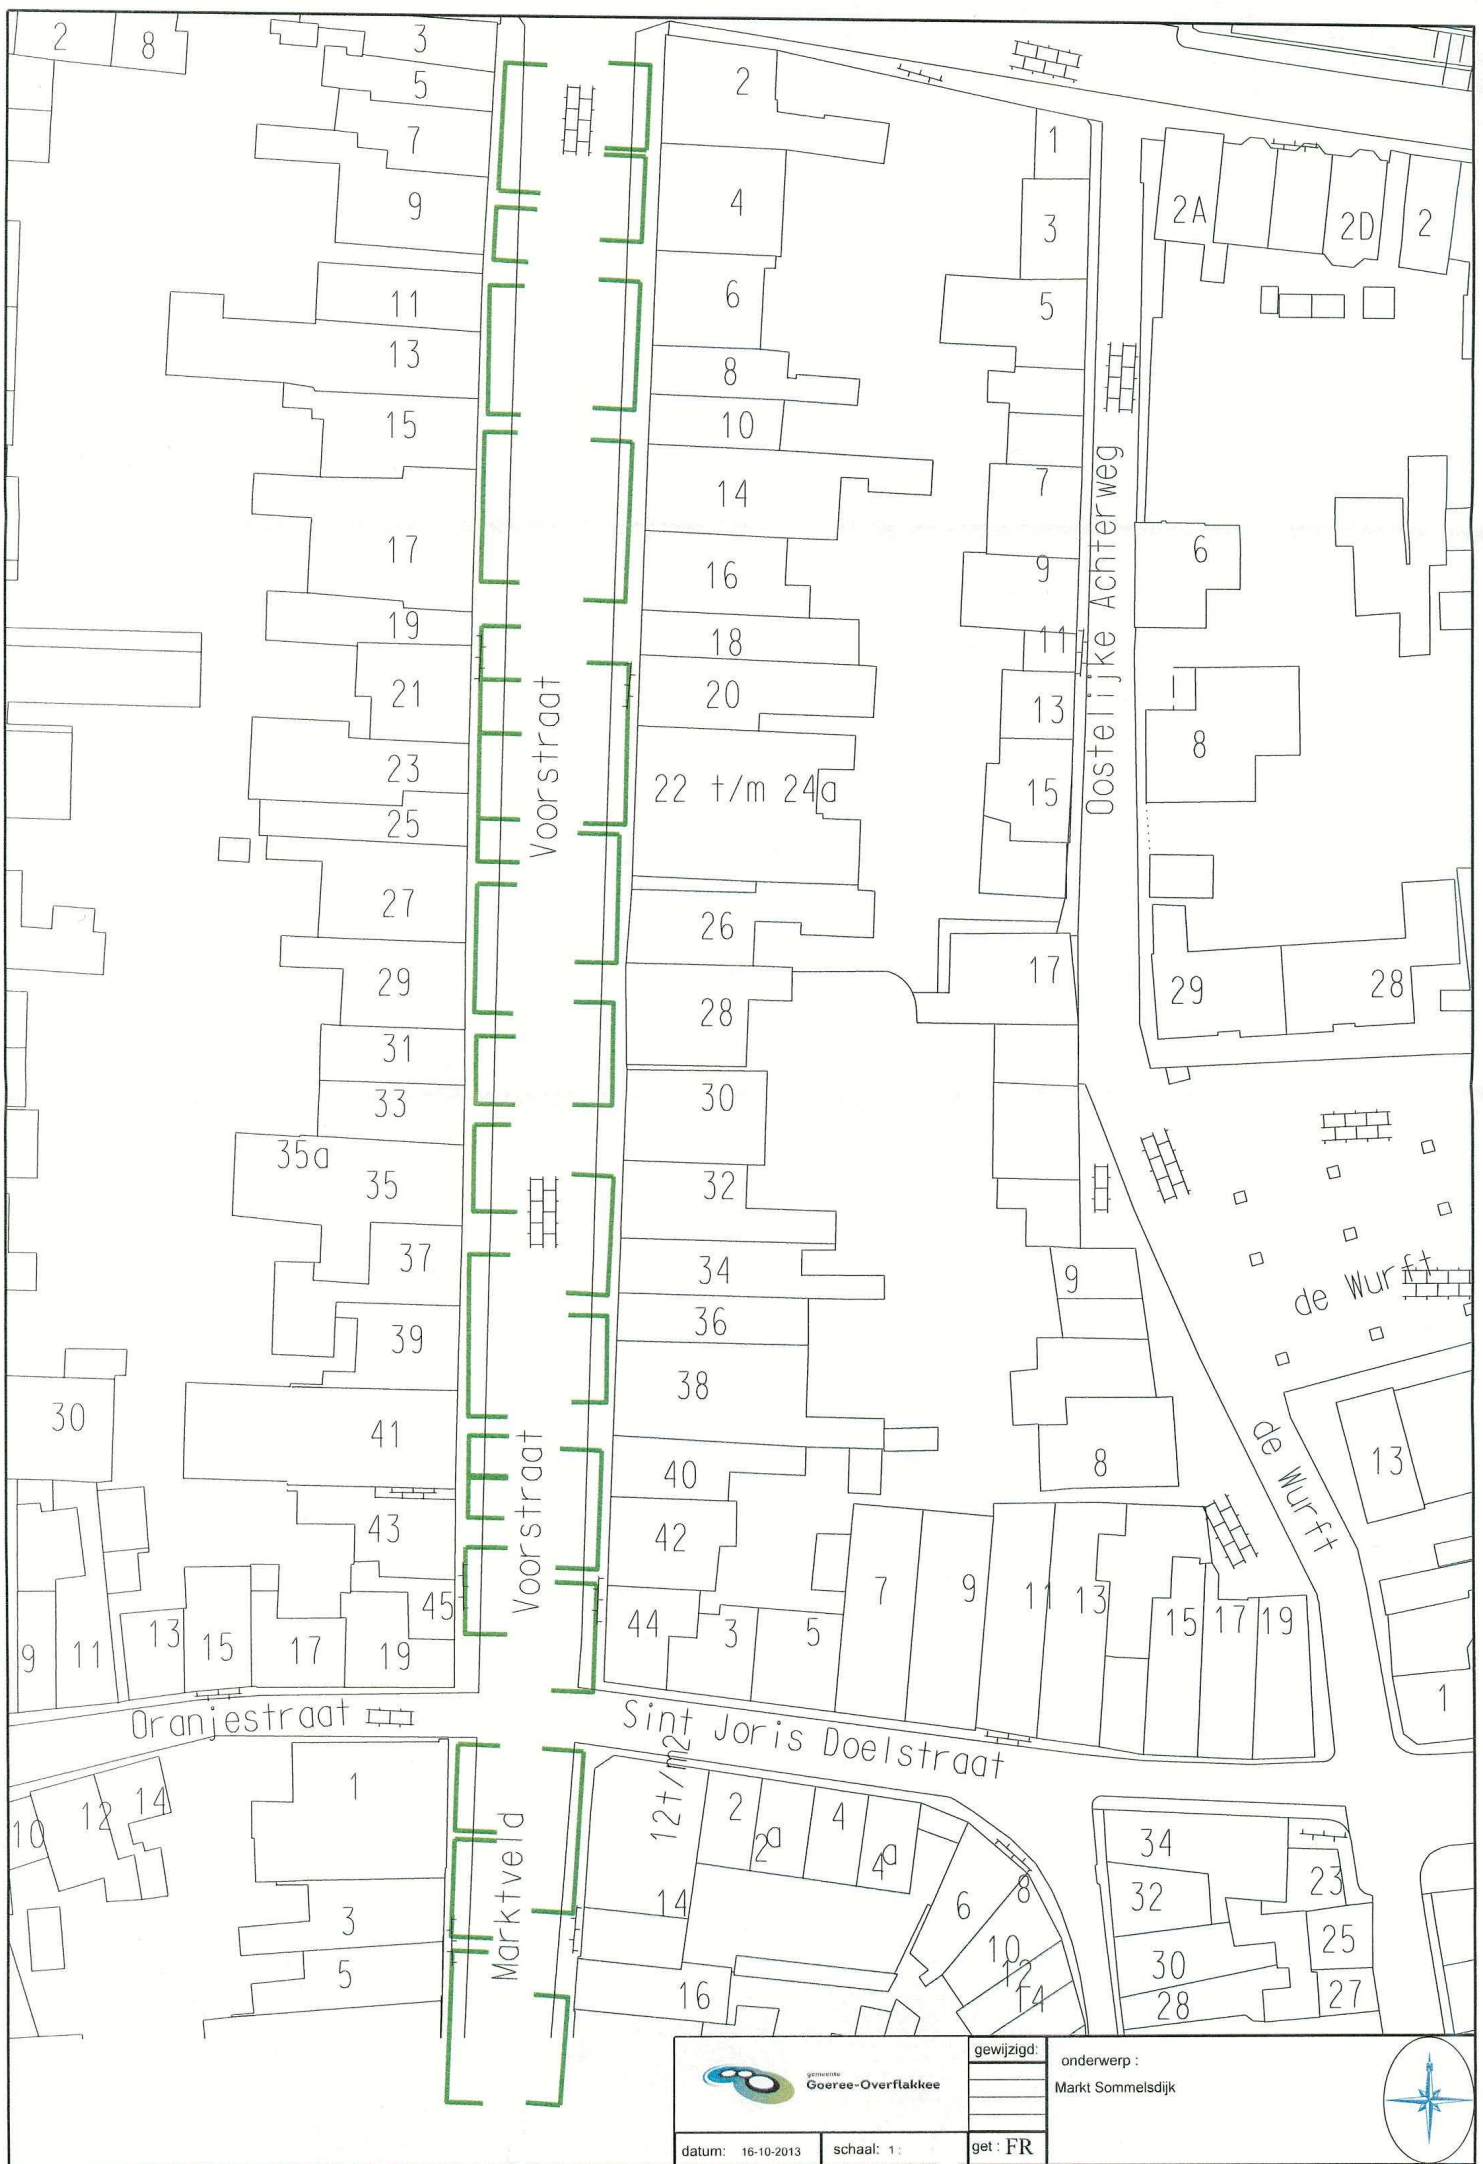 2 8 3 2
5
7 1
9 4 3 2A 2D 2
11 6 5
13 8
15 10
14 7
17 16 9 6
Oostelijke Achterweg
19 18 11
21 20 13
Voorstraat
8
23 22 t/m 24a 15
25
27 26
29 28 17 29 28
31
33 30
35a
35 32
37 34 9
de Wurft
39 36
38
30 41 8 de Wurft 13
40
Voorstraat
43 42
45 7 9 11 13
9 11 13 15 17 19 44 3 5 15 17 19
1
Oranjestraat
Sint Joris Doelstraat
10 12 14 1
12t/m2
2 2a 4 4a
34
Marktveld
14 6 8 32 23
3
10 25
5 12 30
16 14 28 27
gemeente
Goeree-Overflakkee
gewijzigd:
onderwerp :
Markt Sommelsdijk
N
datum: 16-10-2013
schaal: 1 :
get : FR